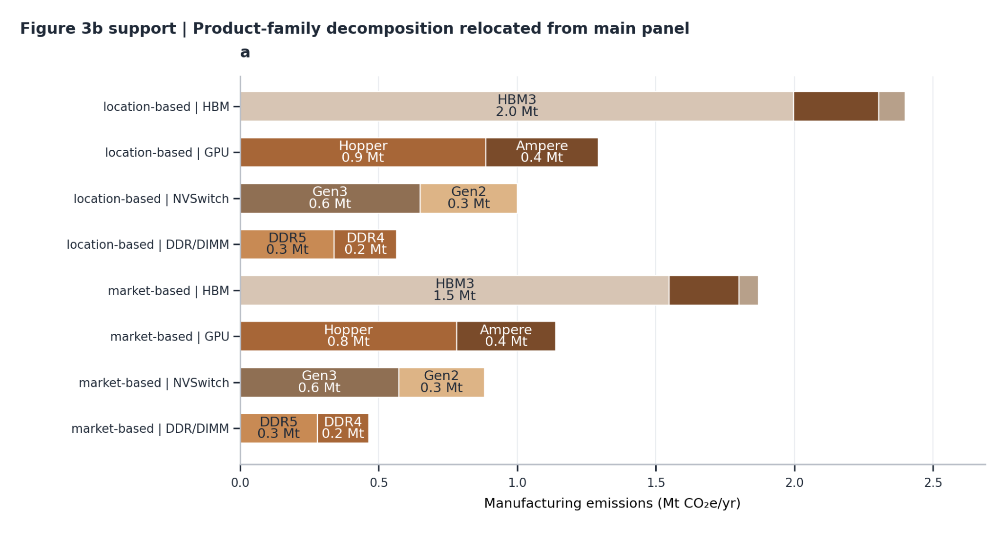 Figure 3b support | Product-family decomposition relocated from main panel
a
location-based | HBM
HBM3
2.0 Mt
location-based | GPU
Hopper
0.9 Mt
Ampere
0.4 Mt
location-based | NVSwitch
Gen3
0.6 Mt
Gen2
0.3 Mt
location-based | DDR/DIMM
DDR5
0.3 Mt
DDR4
0.2 Mt
market-based | HBM
HBM3
1.5 Mt
market-based | GPU
Hopper
0.8 Mt
Ampere
0.4 Mt
market-based | NVSwitch
Gen3
0.6 Mt
Gen2
0.3 Mt
market-based | DDR/DIMM
DDR5
0.3 Mt
DDR4
0.2 Mt
0.0 0.5 1.0 1.5 2.0 2.5
Manufacturing emissions (Mt CO₂e/yr)